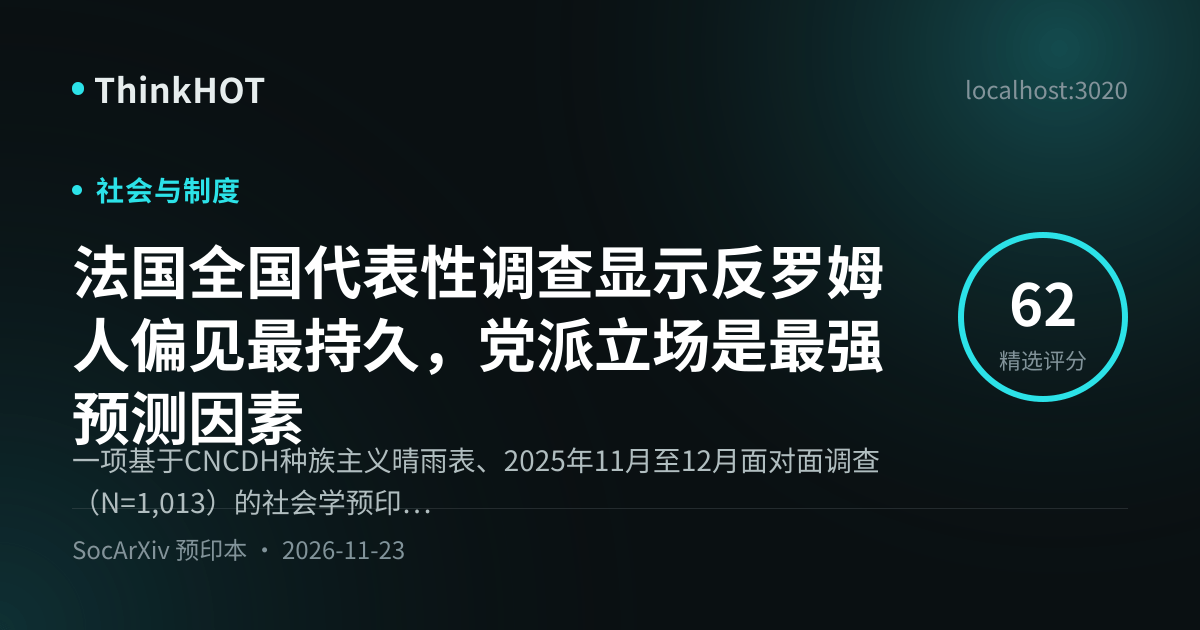 ThinkHOT
localhost:3020
社会与制度
法国全国代表性调查显示反罗姆
人偏见最持久，党派立场是最强
预测因素
62
精选评分
一项基于CNCDH种族主义晴雨表、2025年11月至12月面对面调查
（N=1,013）的社会学预印…
SocArXiv 预印本 · 2026-11-23